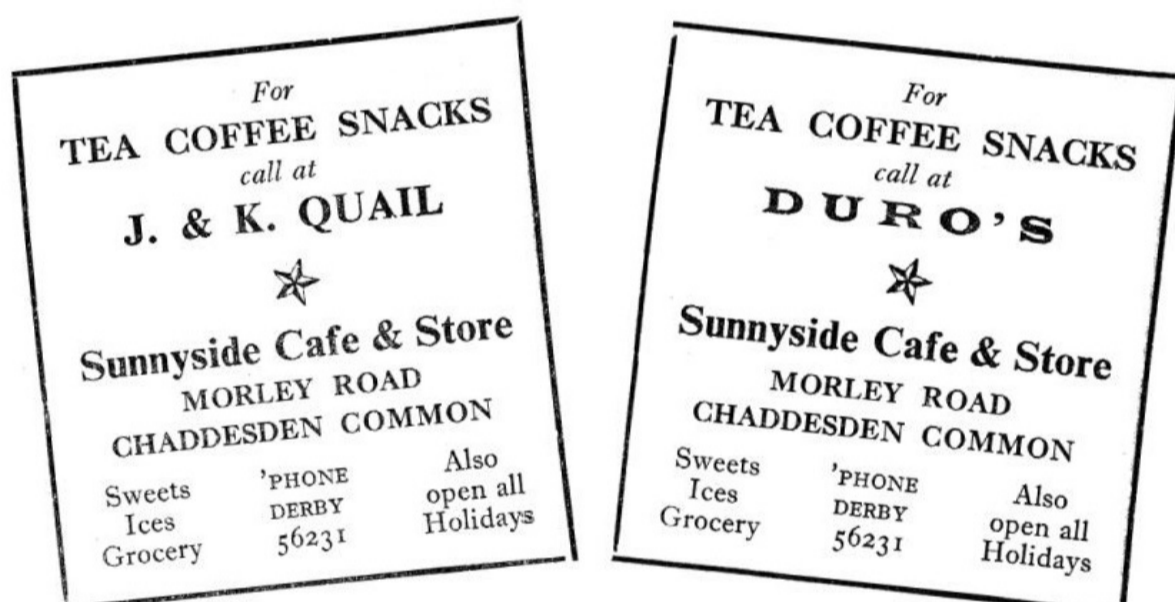 For
TEA COFFEE SNACKS
call at
J. & K. QUAIL
Sunnyside Cafe & Store
MORLEY ROAD
CHADDESDEN COMMON
Sweets
Ices
Grocery
'PHONE
DERBY
56231
Also
open all
Holidays
For
TEA COFFEE SNACKS
call at
DURO'S
Sunnyside Cafe & Store
MORLEY ROAD
CHADDESDEN COMMON
Sweets
Ices
Grocery
'PHONE
DERBY
56231
Also
open all
Holidays